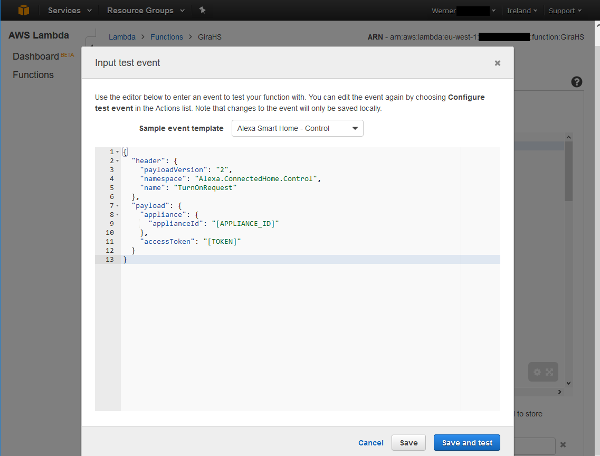 Services
Resource Groups
Werner
Ireland
Support
AWS Lambda
Lambda > Functions > GiraHS
ARN - arn:aws:lambda:eu-west-1: :function:GiraHS
Dashboard BETA
Functions
Input test event
×
?
Use the editor below to enter an event to test your function with. You can edit the event again by choosing Configure
test event in the Actions list. Note that changes to the event will only be saved locally.
Sample event template
Alexa Smart Home - Control
1 {
2 "header": {
3 "payloadVersion": "2",
4 "namespace": "Alexa.ConnectedHome.Control",
5 "name": "TurnOnRequest"
6 },
7 "payload": {
8 "appliance": {
9 "applianceId": "[APPLIANCE_ID]"
10 },
11 "accessToken": "[TOKEN]"
12 }
13 }
to store
Cancel
Save
Save and test